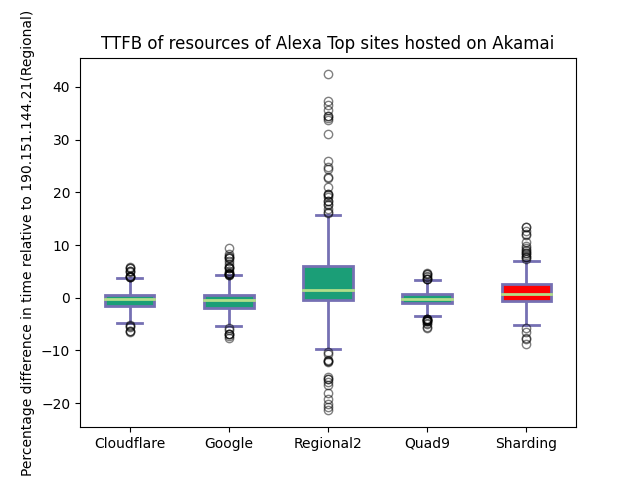 TTFB of resources of Alexa Top sites hosted on Akamai
Percentage difference in time relative to 190.151.144.21(Regional)
40
30
20
10
0
−10
−20
Cloudflare Google Regional2 Quad9 Sharding